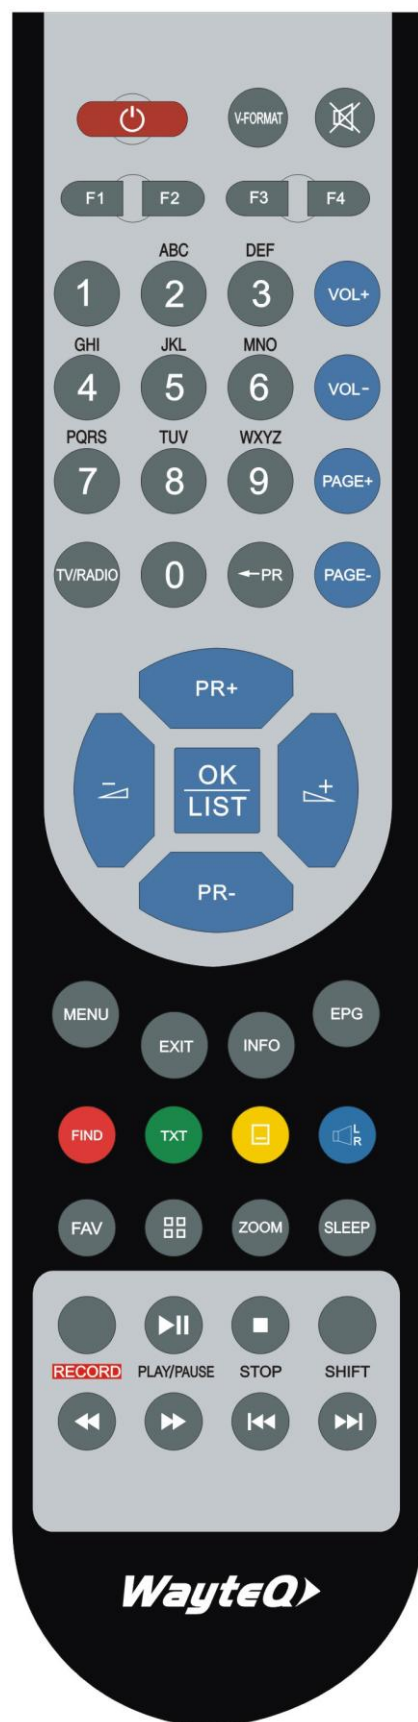 V-FORMAT
F1 F2 F3 F4
ABC DEF
1 2 3 VOL+
GHI JKL MNO
4 5 6 VOL-
PQRS TUV WXYZ
7 8 9 PAGE+
TV/RADIO 0 ←PR PAGE-
PR+
- OK +
LIST
PR-
MENU EPG
EXIT INFO
FIND TXT L
R
FAV ZOOM SLEEP
RECORD PLAY/PAUSE STOP SHIFT
WayteQ